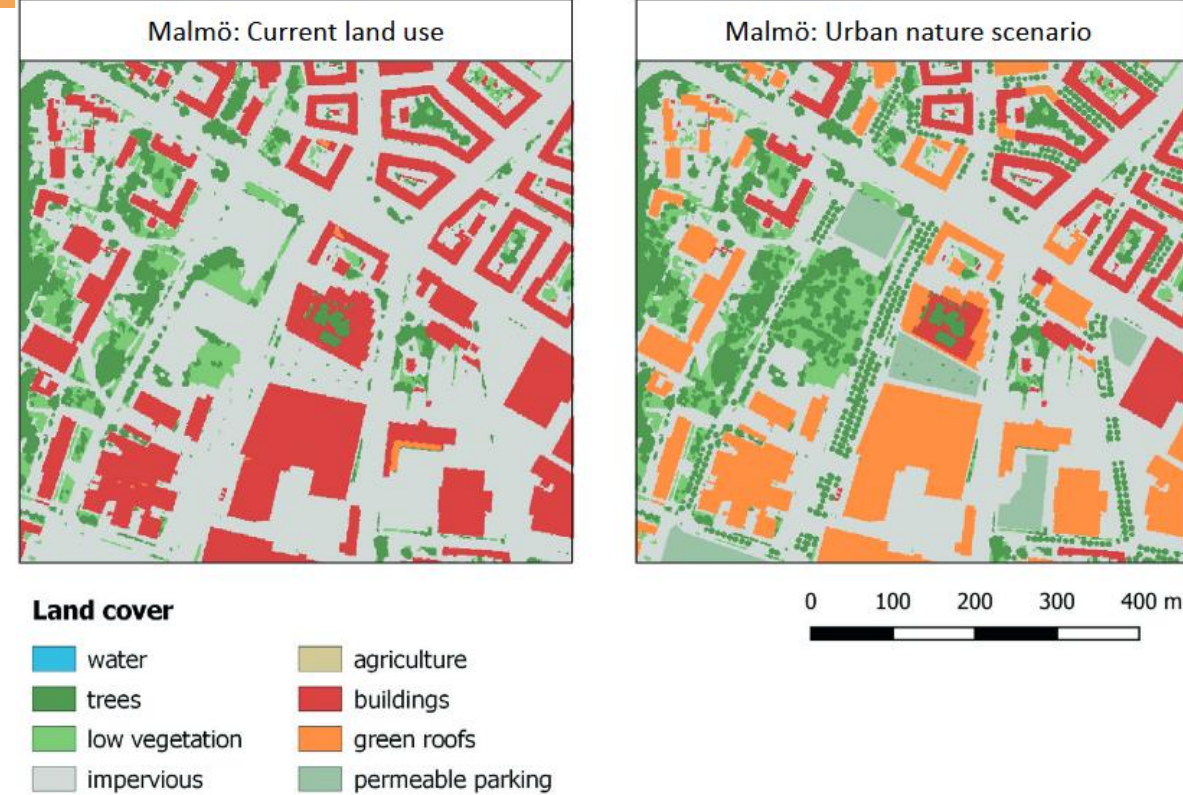 Malmö: Current land use
Malmö: Urban nature scenario
0 100 200 300 400 m
Land cover
water
trees
low vegetation
impervious
agriculture
buildings
green roofs
permeable parking